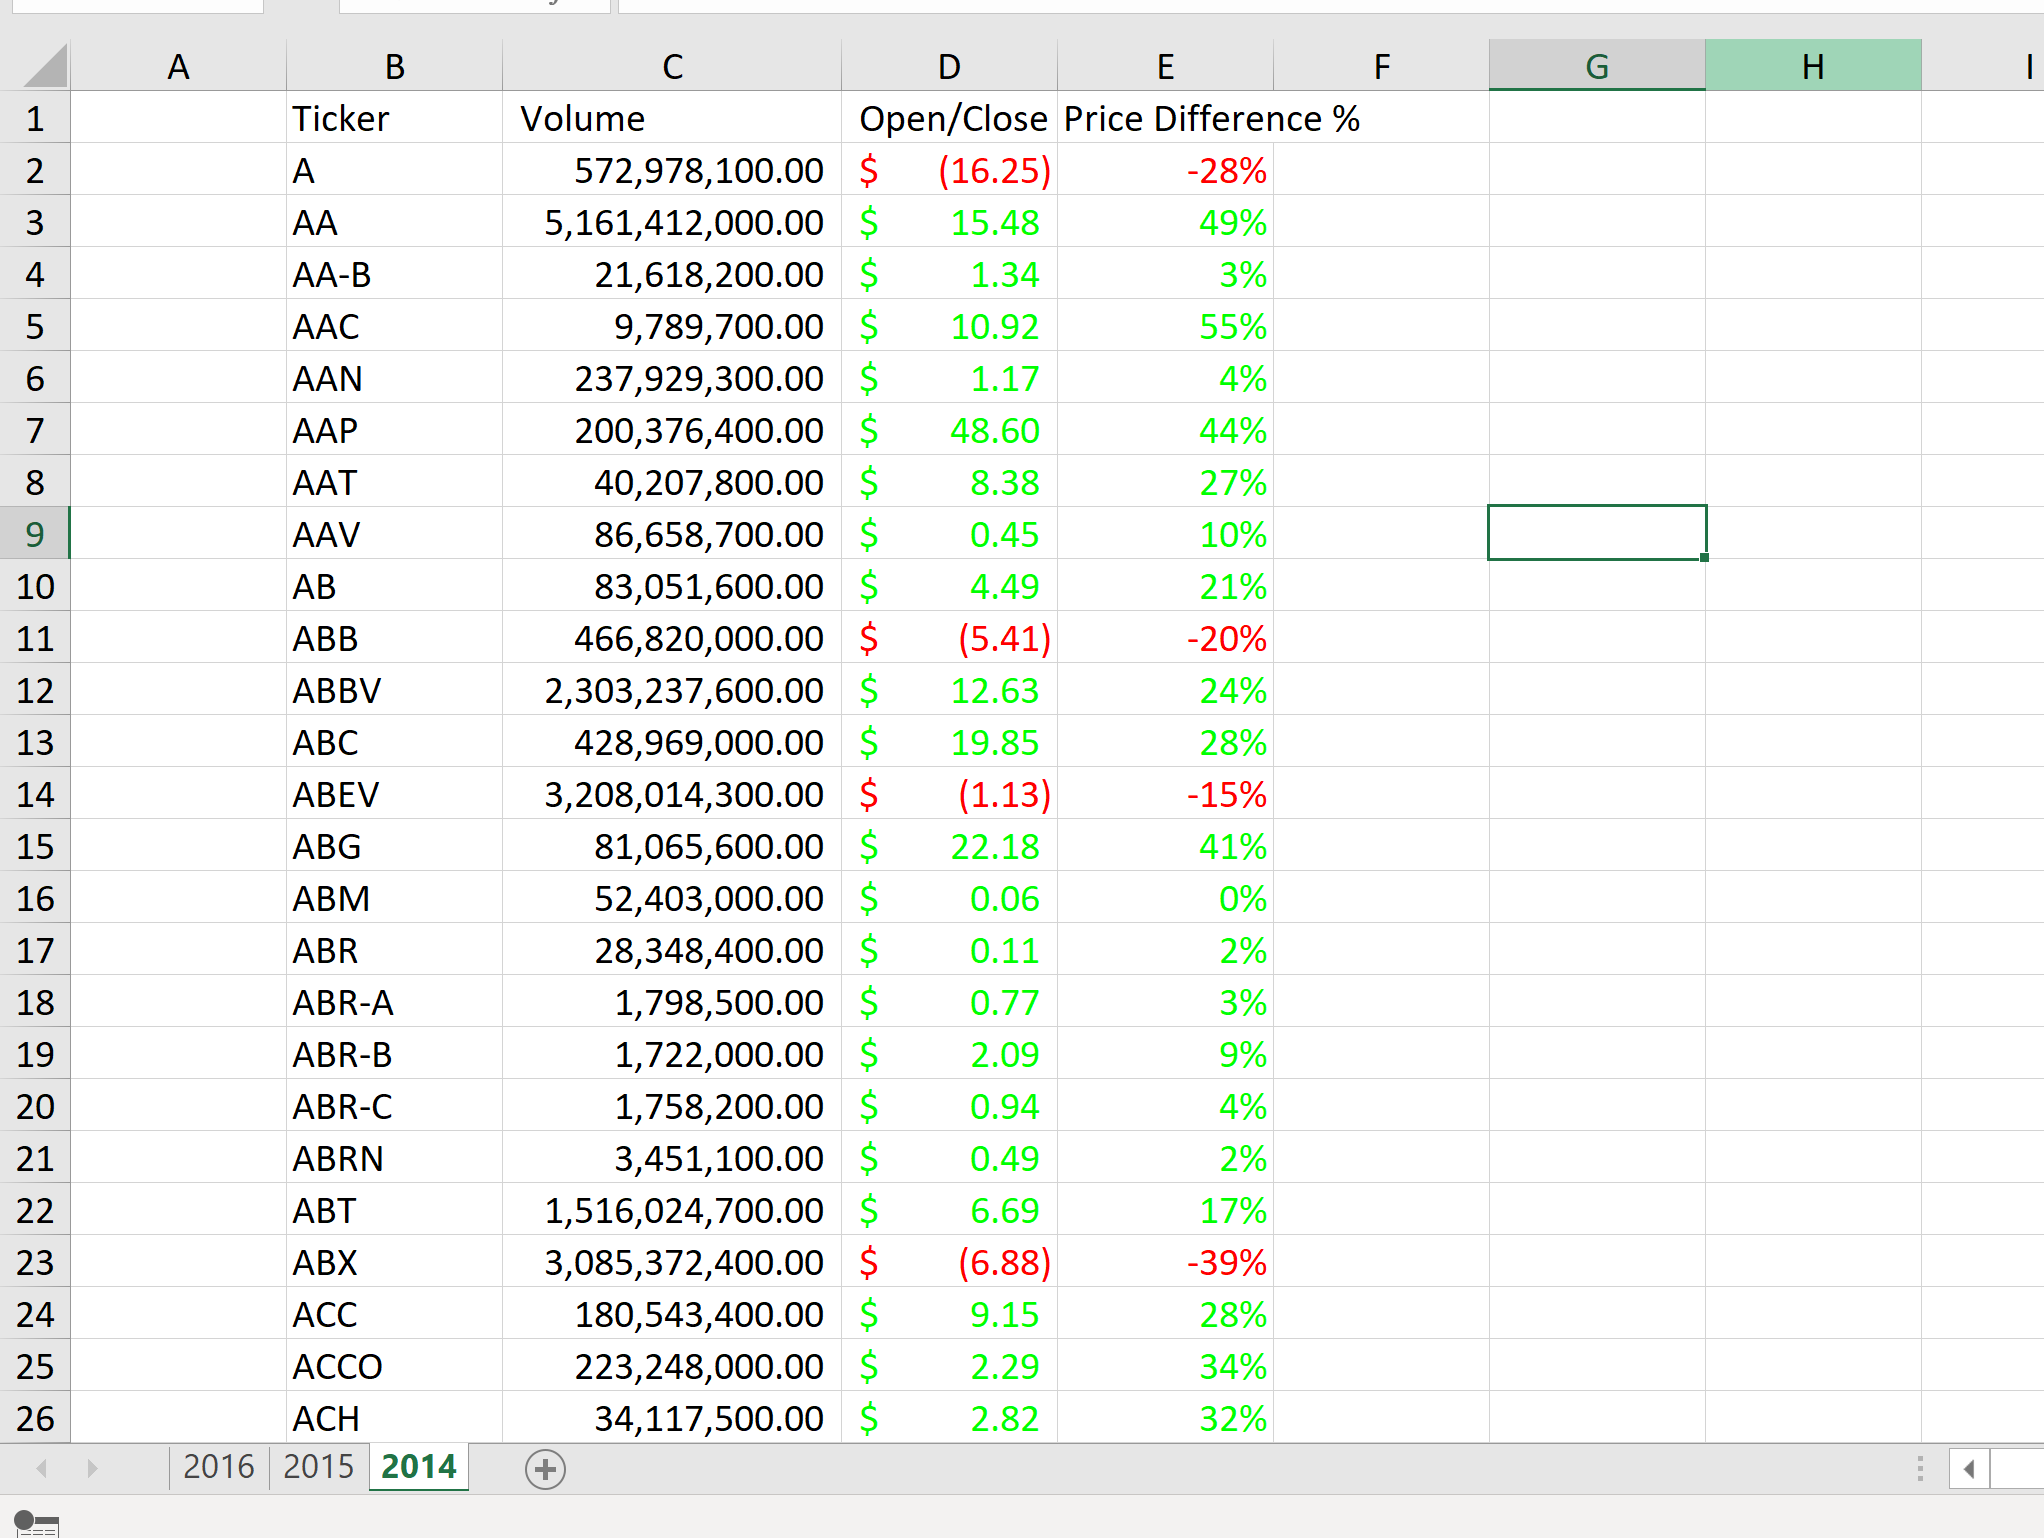 A B C D E F G H I
1 Ticker Volume Open/Close Price Difference %
2 A 572,978,100.00 $ (16.25) -28%
3 AA 5,161,412,000.00 $ 15.48 49%
4 AA-B 21,618,200.00 $ 1.34 3%
5 AAC 9,789,700.00 $ 10.92 55%
6 AAN 237,929,300.00 $ 1.17 4%
7 AAP 200,376,400.00 $ 48.60 44%
8 AAT 40,207,800.00 $ 8.38 27%
9 AAV 86,658,700.00 $ 0.45 10%
10 AB 83,051,600.00 $ 4.49 21%
11 ABB 466,820,000.00 $ (5.41) -20%
12 ABBV 2,303,237,600.00 $ 12.63 24%
13 ABC 428,969,000.00 $ 19.85 28%
14 ABEV 3,208,014,300.00 $ (1.13) -15%
15 ABG 81,065,600.00 $ 22.18 41%
16 ABM 52,403,000.00 $ 0.06 0%
17 ABR 28,348,400.00 $ 0.11 2%
18 ABR-A 1,798,500.00 $ 0.77 3%
19 ABR-B 1,722,000.00 $ 2.09 9%
20 ABR-C 1,758,200.00 $ 0.94 4%
21 ABRN 3,451,100.00 $ 0.49 2%
22 ABT 1,516,024,700.00 $ 6.69 17%
23 ABX 3,085,372,400.00 $ (6.88) -39%
24 ACC 180,543,400.00 $ 9.15 28%
25 ACCO 223,248,000.00 $ 2.29 34%
26 ACH 34,117,500.00 $ 2.82 32%
2016 2015 2014